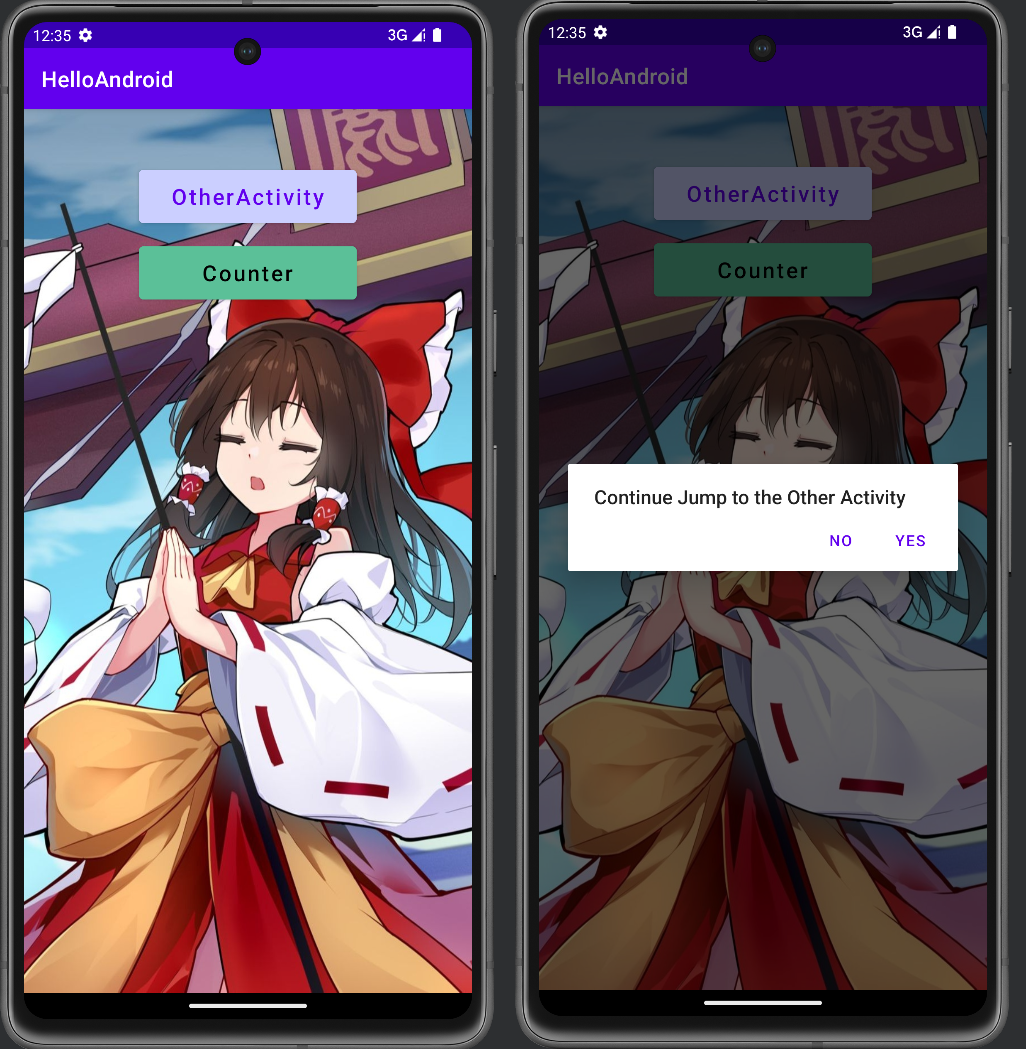 12:35
3G
HelloAndroid
OtherActivity
Counter
12:35
3G
HelloAndroid
OtherActivity
Counter
Continue Jump to the Other Activity
NO
YES